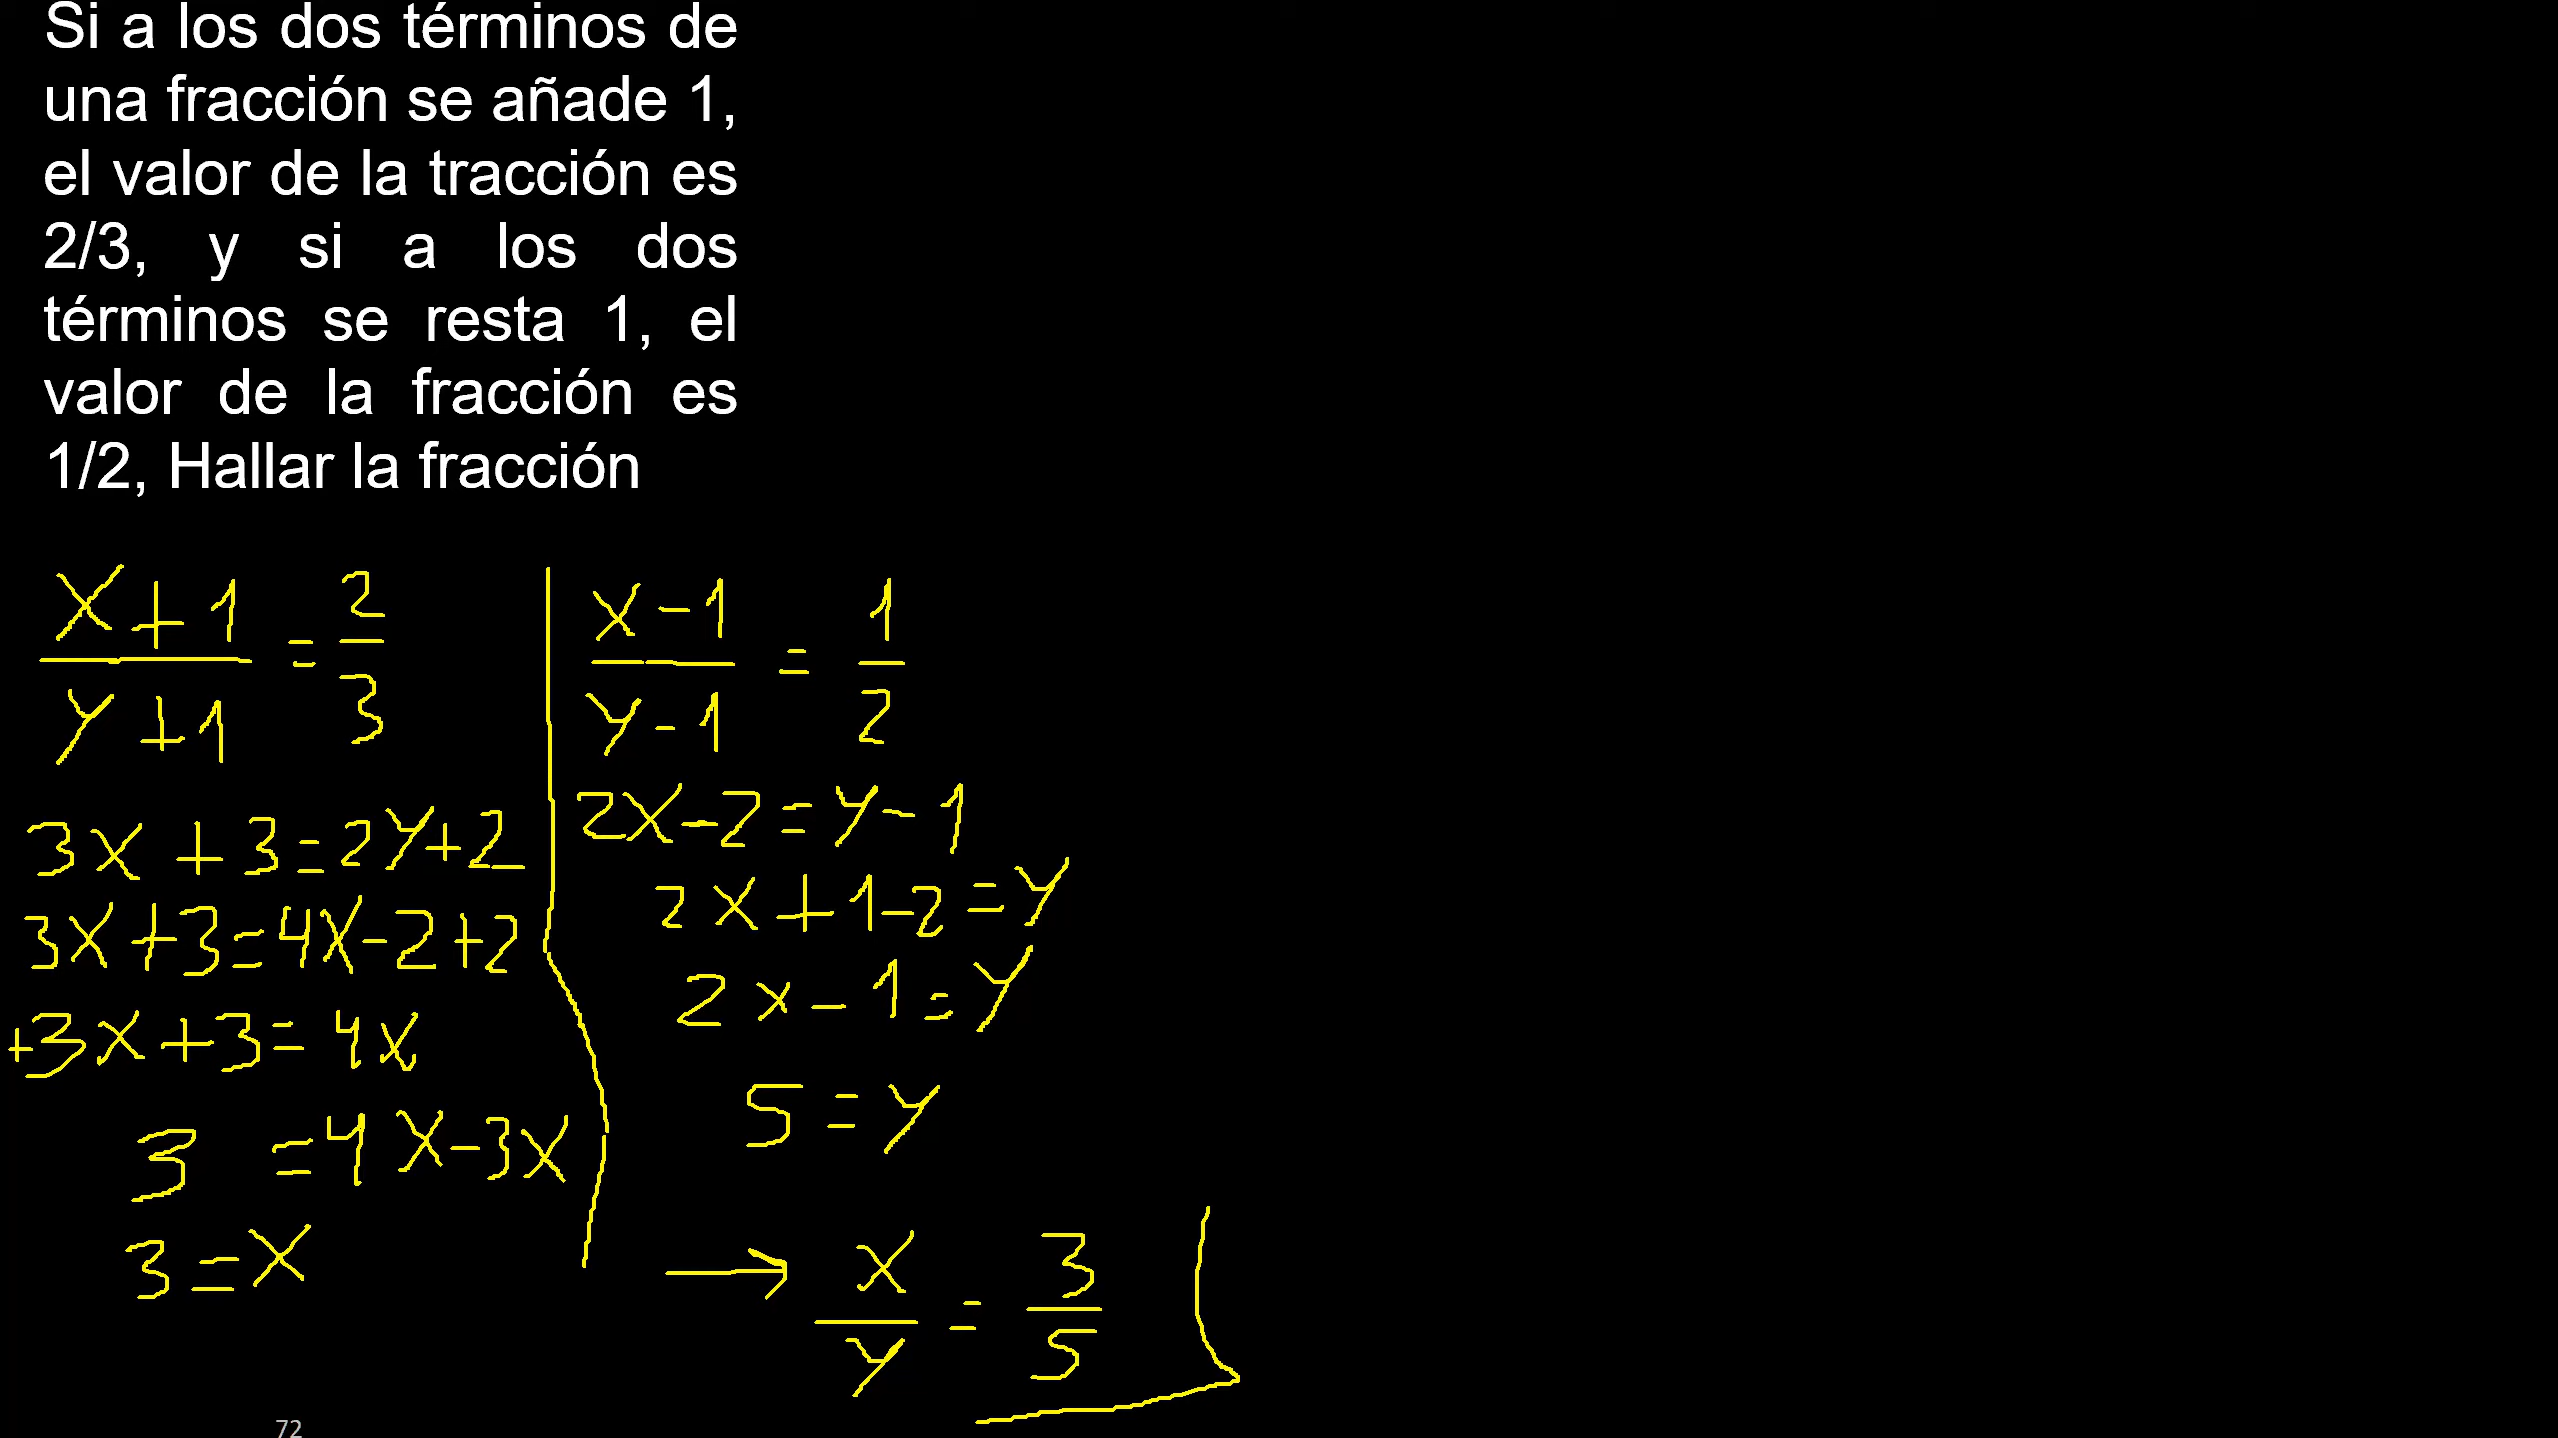 Si a los dos términos de
una fracción se añade 1,
el valor de la tracción es
2/3, y si a los dos
términos se resta 1, el
valor de la fracción es
1/2, Hallar la fracción
x+1/y+1 = 2/3
3x+3=2y+2
3x+3=4x-2+2
+3x+3=4x
3 =4x-3x
3=x
x-1/y-1 = 1/2
2x-2=y-1
2x+1-2=y
2x-1=y
5=y
→ x/y = 3/5
72